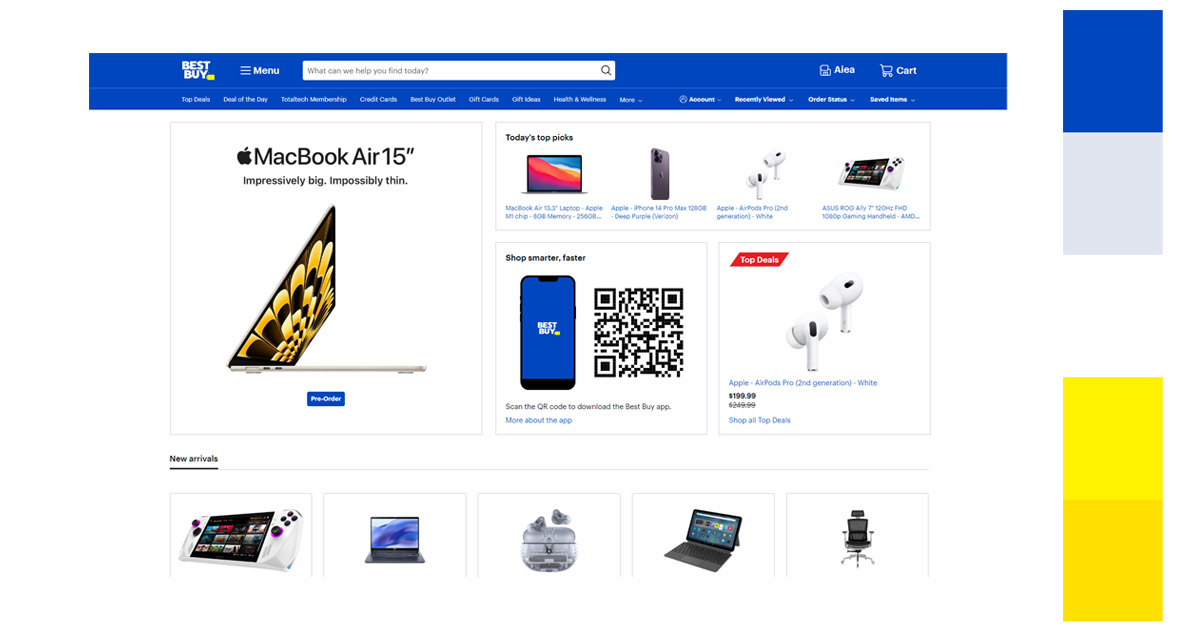 BEST
BUY
Menu
What can we help you find today?
Aiea
Cart
Top Deals
Deal of the Day
Totaltech Membership
Credit Cards
Best Buy Outlet
Gift Cards
Gift Ideas
Health & Wellness
More
Account
Recently Viewed
Order Status
Saved Items
MacBook Air 15”
Impressively big. Impossibly thin.
Pre-Order
Today's top picks
MacBook Air 13.3" Laptop - Apple
M1 chip - 8GB Memory - 256GB...
Apple - iPhone 14 Pro Max 128GB
- Deep Purple (Verizon)
Apple - AirPods Pro (2nd
generation) - White
ASUS ROG Ally 7" 120Hz FHD
1080p Gaming Handheld - AMD...
Shop smarter, faster
BEST
BUY
Scan the QR code to download the Best Buy app.
More about the app
Top Deals
Apple - AirPods Pro (2nd generation) - White
$199.99
$249.99
Shop all Top Deals
New arrivals